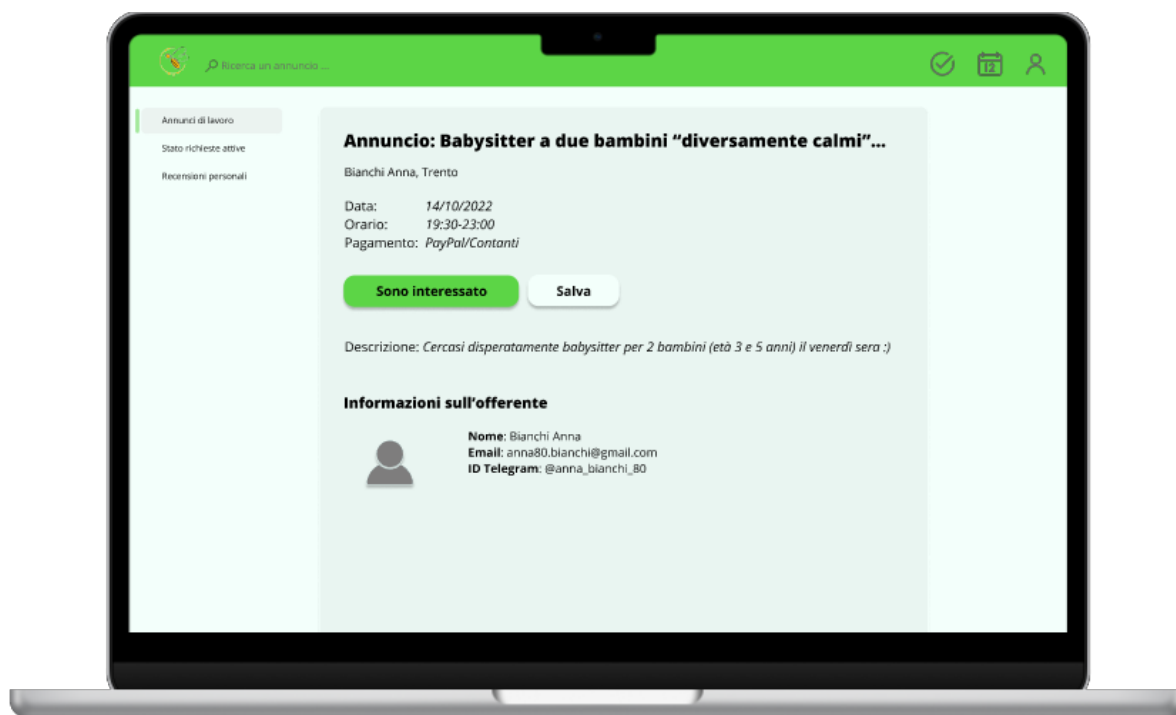 Ricerca un annuncio ...
12
Annunci di lavoro
Stato richieste attive
Recensioni personali
Annuncio: Babysitter a due bambini “diversamente calmi”...
Bianchi Anna, Trento
Data: 14/10/2022
Orario: 19:30-23:00
Pagamento: PayPal/Contanti
Sono interessato
Salva
Descrizione: Cercasi disperatamente babysitter per 2 bambini (età 3 e 5 anni) il venerdì sera :)
Informazioni sull’offerente
Nome: Bianchi Anna
Email: anna80.bianchi@gmail.com
ID Telegram: @anna_bianchi_80